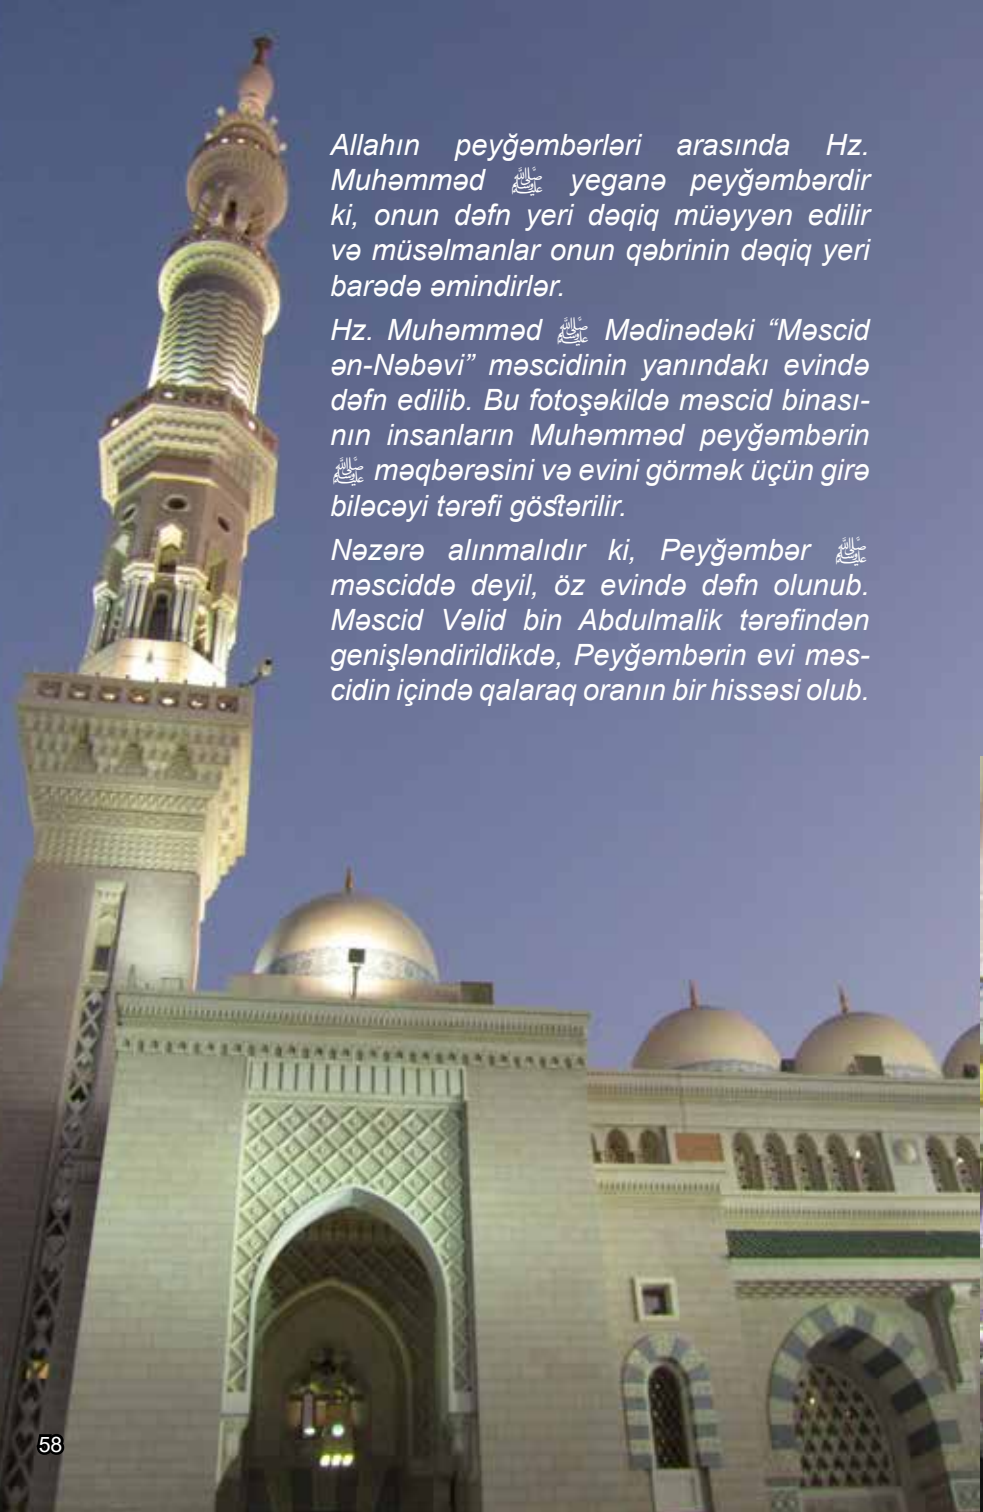 Allahın peyğəmbərləri arasında Hz.
Muhəmməd ﷺ yeganə peyğəmbərdir
ki, onun dəfn yeri dəqiq müəyyən edilir
və müsəlmanlar onun qəbrinin dəqiq yeri
barədə əmindirlər.
Hz. Muhəmməd ﷺ Mədinədəki “Məscid
ən-Nəbəvi” məscidinin yanındakı evində
dəfn edilib. Bu fotoşəkildə məscid binası-
nın insanların Muhəmməd peyğəmbərin
ﷺ məqbərəsini və evini görmək üçün girə
biləcəyi tərəfi göstərilir.
Nəzərə alınmalıdır ki, Peyğəmbər ﷺ
məsciddə deyil, öz evində dəfn olunub.
Məscid Vəlid bin Abdulmalik tərəfindən
genişləndirildikdə, Peyğəmbərin evi məs-
cidin içində qalaraq oranın bir hissəsi olub.
58